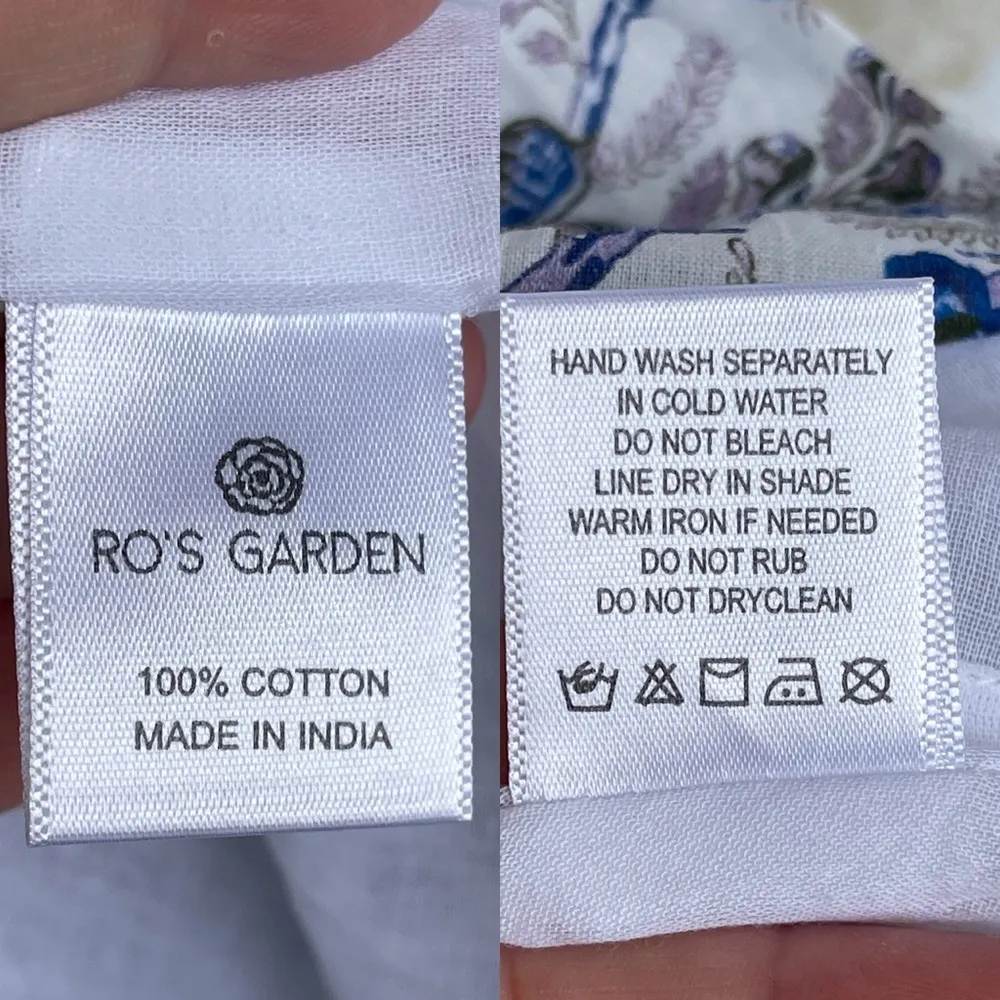 RO'S GARDEN
100% COTTON
MADE IN INDIA
HAND WASH SEPARATELY
IN COLD WATER
DO NOT BLEACH
LINE DRY IN SHADE
WARM IRON IF NEEDED
DO NOT RUB
DO NOT DRYCLEAN